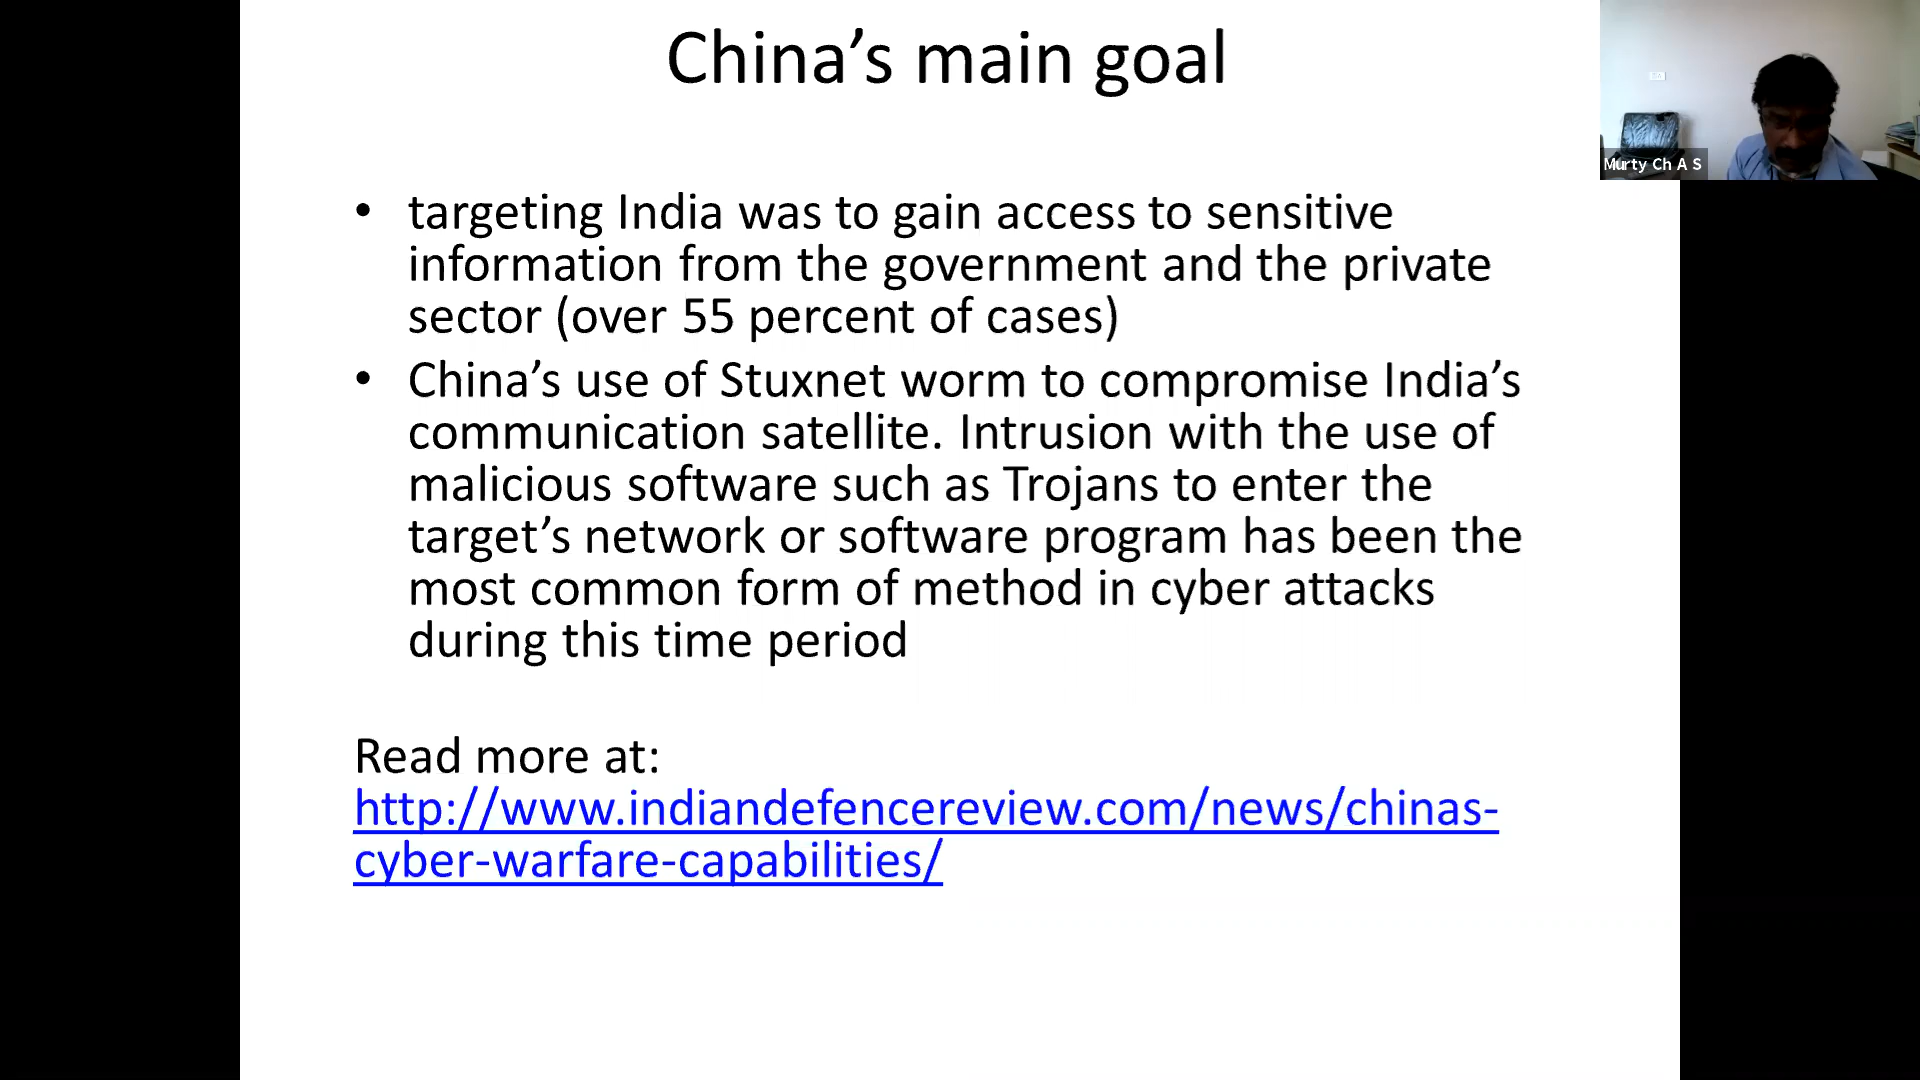 China’s main goal
• targeting India was to gain access to sensitive
information from the government and the private
sector (over 55 percent of cases)
• China’s use of Stuxnet worm to compromise India’s
communication satellite. Intrusion with the use of
malicious software such as Trojans to enter the
target’s network or software program has been the
most common form of method in cyber attacks
during this time period
Read more at:
http://www.indiandefencereview.com/news/chinas-
cyber-warfare-capabilities/
Murty Ch A S